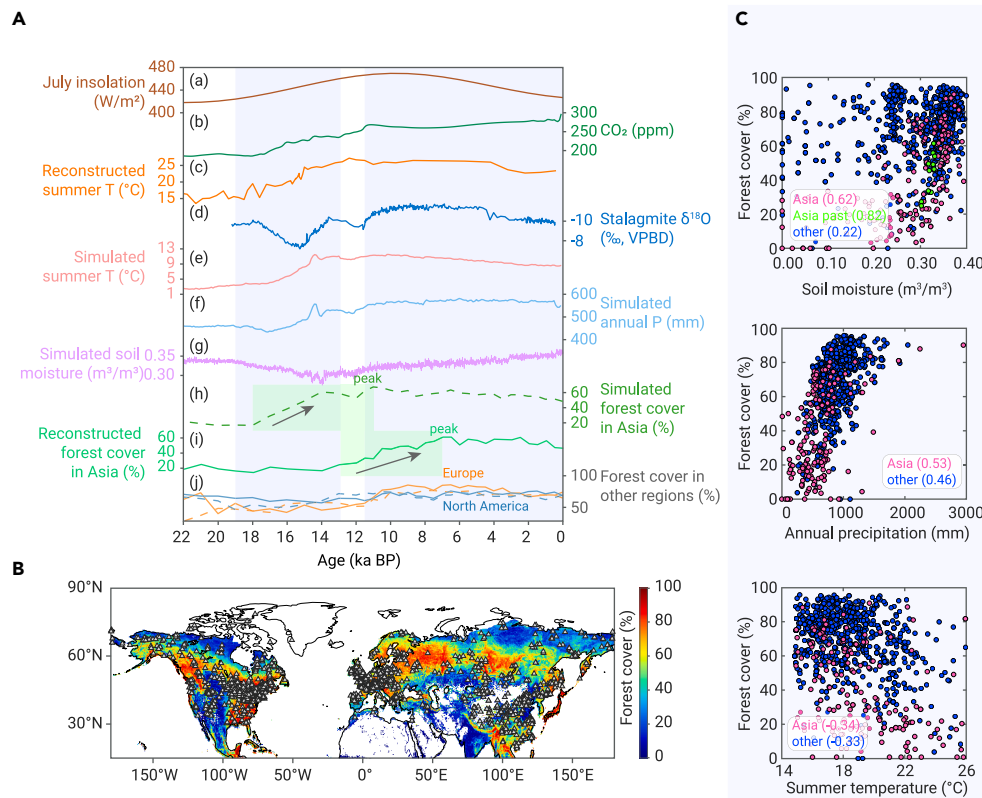 A
July insolation
(W/m²)
480
440
400
(a)
(b)
300
250
200
CO₂ (ppm)
Reconstructed
summer T (°C)
25
20
15
(c)
(d)
-10
-8
Stalagmite δ¹⁸O
(‰, VPBD)
Simulated
summer T (°C)
13
9
5
1
(e)
(f)
600
500
400
Simulated
annual P (mm)
Simulated soil
moisture (m³/m³)
0.35
0.30
(g)
(h)
peak
60
40
20
Simulated
forest cover
in Asia (%)
Reconstructed
forest cover
in Asia (%)
60
40
20
(i)
peak
(j)
Europe
North America
100
50
Forest cover in
other regions (%)
22 20 18 16 14 12 10 8 6 4 2 0
Age (ka BP)
B
90°N
60°N
30°N
150°W 100°W 50°W 0° 50°E 100°E 150°E
100
80
60
40
20
0
Forest cover (%)
C
100
80
60
40
20
0
Forest cover (%)
Asia (0.62)
Asia past (0.82)
other (0.22)
0.00 0.10 0.20 0.30 0.40
Soil moisture (m³/m³)
100
80
60
40
20
0
Forest cover (%)
Asia (0.53)
other (0.46)
0 1000 2000 3000
Annual precipitation (mm)
100
80
60
40
20
0
Forest cover (%)
Asia (-0.34)
other (-0.33)
14 18 22 26
Summer temperature (°C)